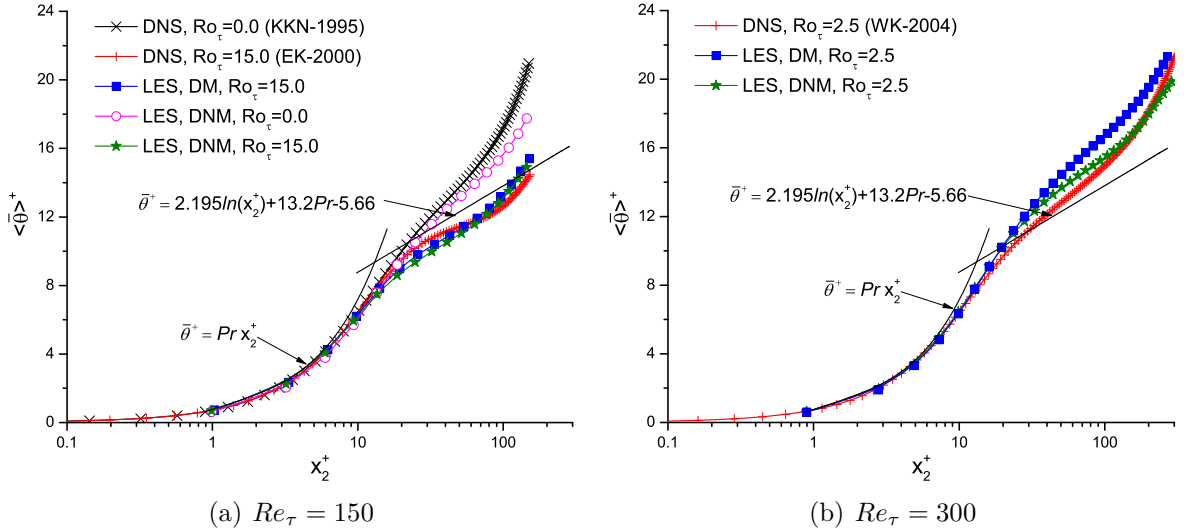 DNS, Roτ=0.0 (KKN-1995)
DNS, Roτ=15.0 (EK-2000)
LES, DM, Roτ=15.0
LES, DNM, Roτ=0.0
LES, DNM, Roτ=15.0
θ̄⁺ = 2.195ln(x₂⁺)+13.2Pr-5.66
θ̄⁺ = Pr x₂⁺
<θ̄>⁺
24
20
16
12
8
4
0
0.1 1 10 100
x₂⁺
(a) Reτ = 150
DNS, Roτ=2.5 (WK-2004)
LES, DM, Roτ=2.5
LES, DNM, Roτ=2.5
θ̄⁺ = 2.195ln(x₂⁺)+13.2Pr-5.66
θ̄⁺ = Pr x₂⁺
<θ̄>⁺
24
20
16
12
8
4
0
0.1 1 10 100
x₂⁺
(b) Reτ = 300